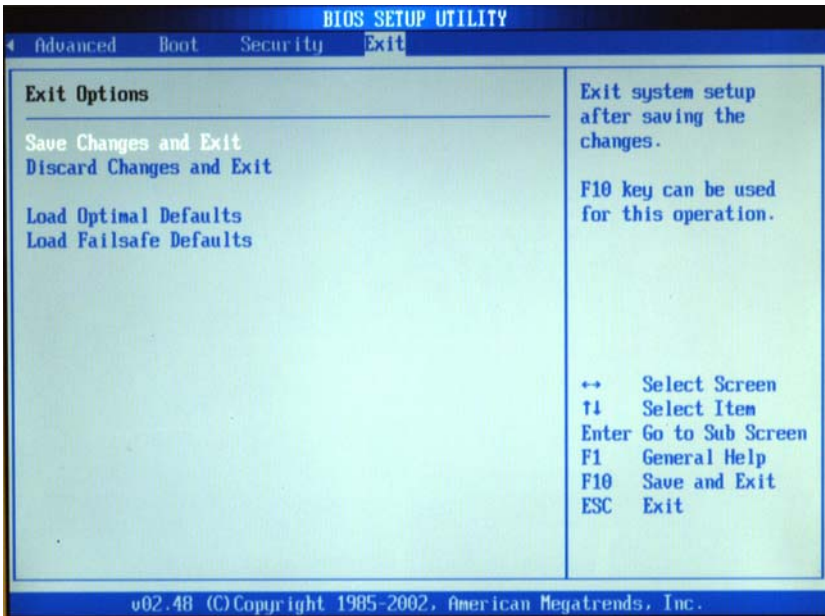 BIOS SETUP UTILITY
Advanced Boot Security Exit
Exit Options
Save Changes and Exit
Discard Changes and Exit
Load Optimal Defaults
Load Failsafe Defaults
Exit system setup
after saving the
changes.
F10 key can be used
for this operation.
↔ Select Screen
↑↓ Select Item
Enter Go to Sub Screen
F1 General Help
F10 Save and Exit
ESC Exit
v02.48 (C)Copyright 1985-2002, American Megatrends, Inc.